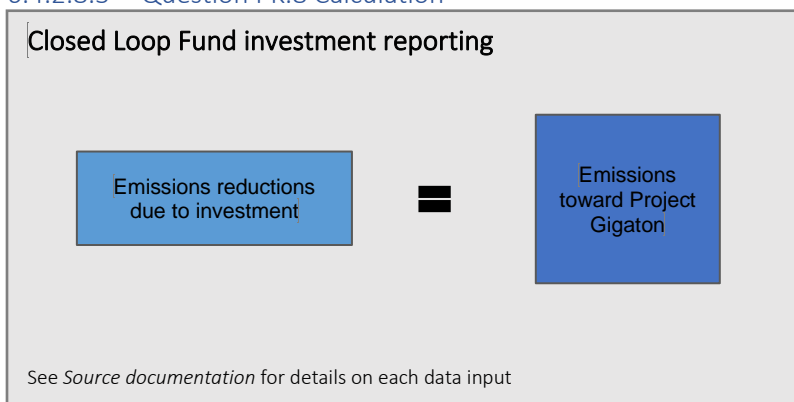 Closed Loop Fund investment reporting
Emissions reductions
due to investment
=
Emissions
toward Project
Gigaton
See Source documentation for details on each data input